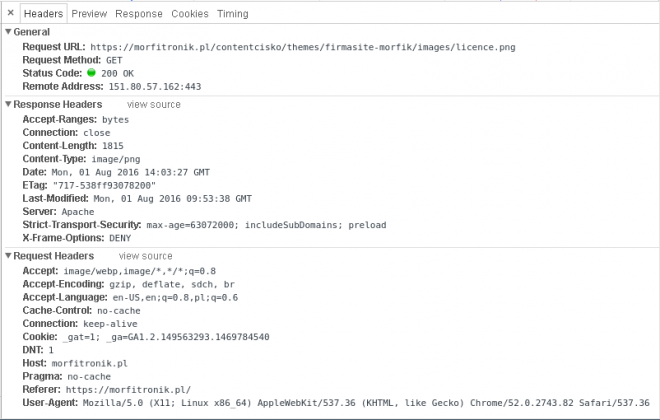 × Headers Preview Response Cookies Timing
▼ General
Request URL: https://morfitronik.pl/contentcisko/themes/firmasite-morfik/images/licence.png
Request Method: GET
Status Code: 200 OK
Remote Address: 151.80.57.162:443
▼ Response Headers view source
Accept-Ranges: bytes
Connection: close
Content-Length: 1815
Content-Type: image/png
Date: Mon, 01 Aug 2016 14:03:27 GMT
ETag: "717-538ff93078200"
Last-Modified: Mon, 01 Aug 2016 09:53:38 GMT
Server: Apache
Strict-Transport-Security: max-age=63072000; includeSubDomains; preload
X-Frame-Options: DENY
▼ Request Headers view source
Accept: image/webp,image/*,*/*;q=0.8
Accept-Encoding: gzip, deflate, sdch, br
Accept-Language: en-US,en;q=0.8,pl;q=0.6
Cache-Control: no-cache
Connection: keep-alive
Cookie: _gat=1; _ga=GA1.2.149563293.1469784540
DNT: 1
Host: morfitronik.pl
Pragma: no-cache
Referer: https://morfitronik.pl/
User-Agent: Mozilla/5.0 (X11; Linux x86_64) AppleWebKit/537.36 (KHTML, like Gecko) Chrome/52.0.2743.82 Safari/537.36